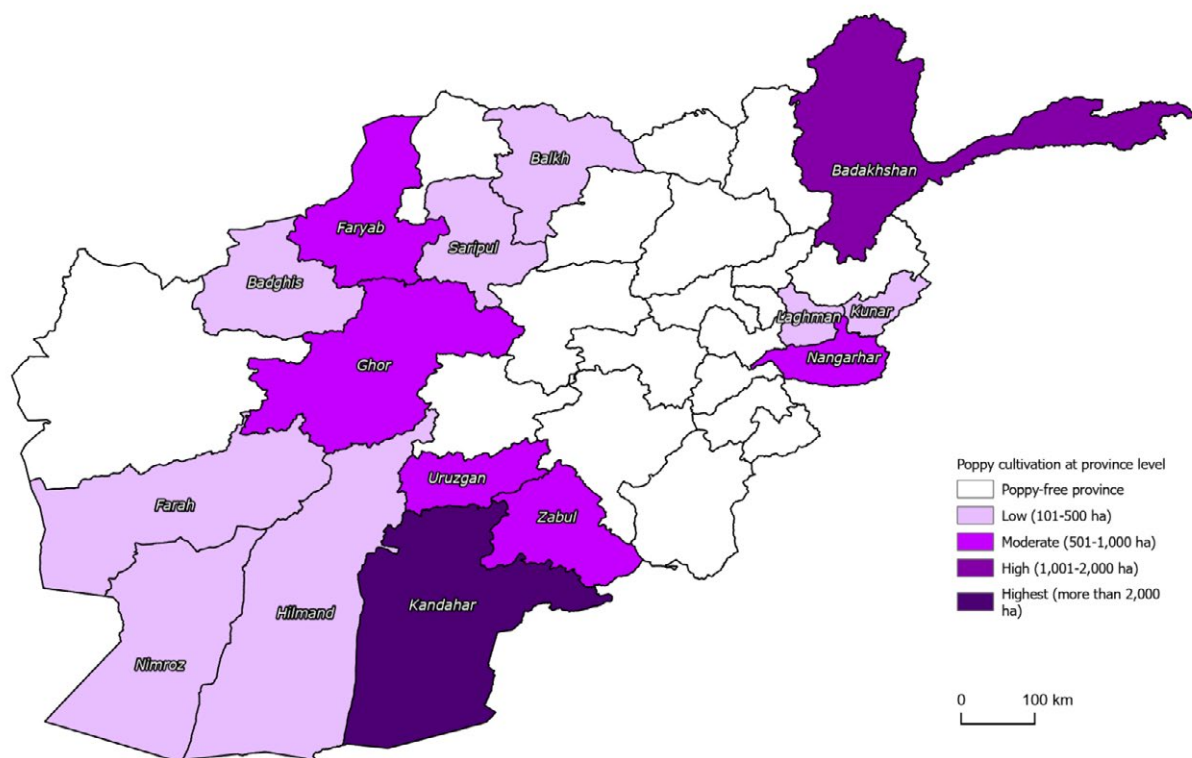 Balkh
Badakhshan
Faryab
Saripul
Badghis
Laghman
Kunar
Nangarhar
Ghor
Uruzgan
Farah
Zabul
Kandahar
Hilmand
Nimroz
Poppy cultivation at province level
Poppy-free province
Low (101-500 ha)
Moderate (501-1,000 ha)
High (1,001-2,000 ha)
Highest (more than 2,000
ha)
0 100 km